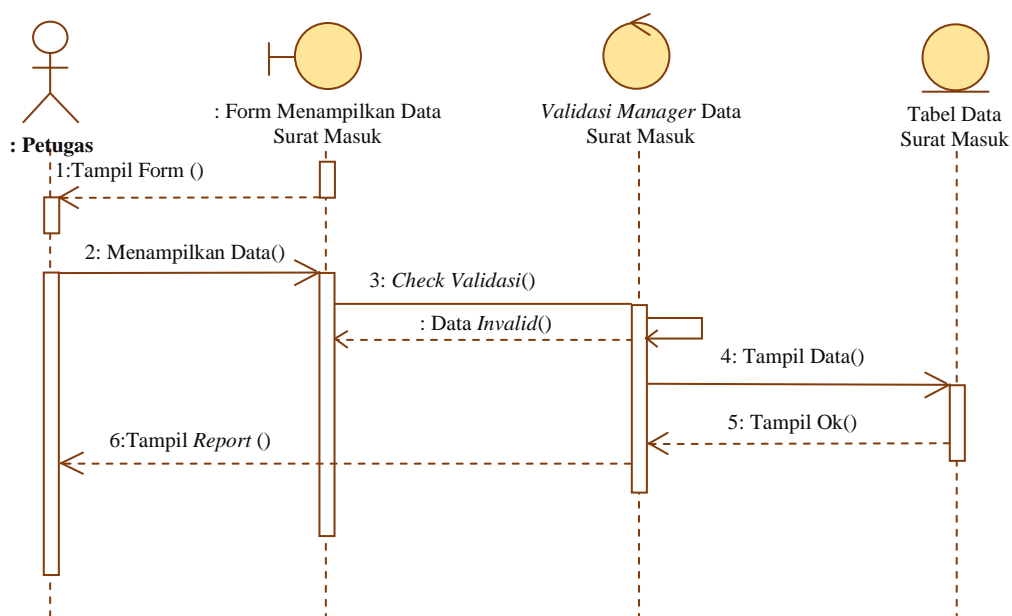 : Petugas
: Form Menampilkan Data
Surat Masuk
Validasi Manager Data
Surat Masuk
Tabel Data
Surat Masuk
1:Tampil Form ()
2: Menampilkan Data()
3: Check Validasi()
: Data Invalid()
4: Tampil Data()
5: Tampil Ok()
6:Tampil Report ()